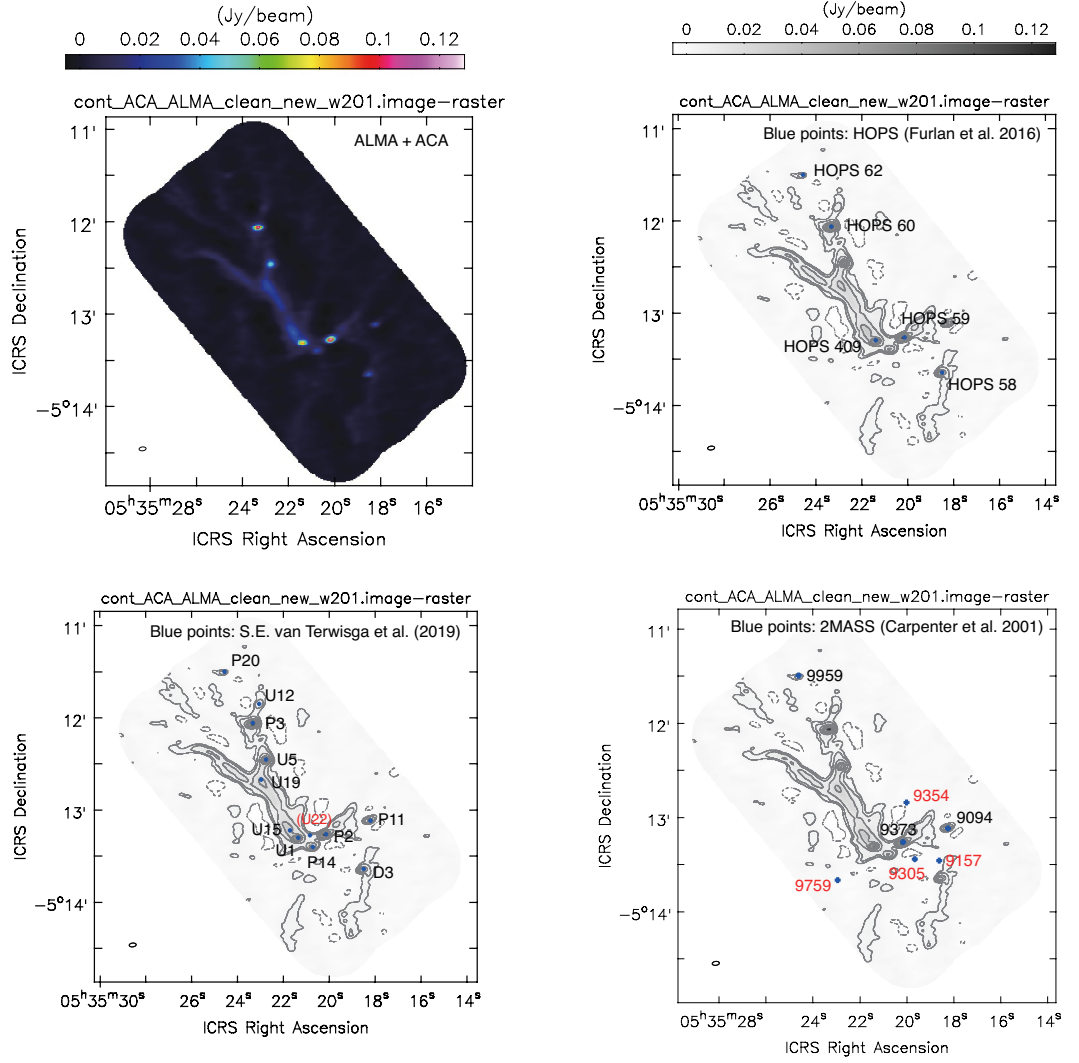 (Jy/beam)
0 0.02 0.04 0.06 0.08 0.1 0.12
cont_ACA_ALMA_clean_new_w201.image-raster
ALMA + ACA
11'
12'
13'
−5°14'
ICRS Declination
05ʰ35ᵐ28ˢ 22ˢ 20ˢ 18ˢ 16ˢ
ICRS Right Ascension
(Jy/beam)
0 0.02 0.04 0.06 0.08 0.1 0.12
cont_ACA_ALMA_clean_new_w201.image-raster
Blue points: HOPS (Furlan et al. 2016)
11'
HOPS 62
12'
HOPS 60
13'
HOPS 59
HOPS 409
HOPS 58
−5°14'
ICRS Declination
05ʰ35ᵐ30ˢ 26ˢ 24ˢ 22ˢ 20ˢ 18ˢ 16ˢ 14ˢ
ICRS Right Ascension
cont_ACA_ALMA_clean_new_w201.image-raster
Blue points: S.E. van Terwisga et al. (2019)
11'
P20
U12
12'
P3
U5
U19
13'
(U22)
P11
U15
P2
U1
P14
D3
−5°14'
ICRS Declination
05ʰ35ᵐ30ˢ 26ˢ 24ˢ 22ˢ 20ˢ 18ˢ 16ˢ 14ˢ
ICRS Right Ascension
cont_ACA_ALMA_clean_new_w201.image-raster
Blue points: 2MASS (Carpenter et al. 2001)
11'
9959
12'
9354
13'
9373
9094
9157
9305
9759
−5°14'
ICRS Declination
05ʰ35ᵐ28ˢ 24ˢ 22ˢ 20ˢ 18ˢ 16ˢ 14ˢ
ICRS Right Ascension